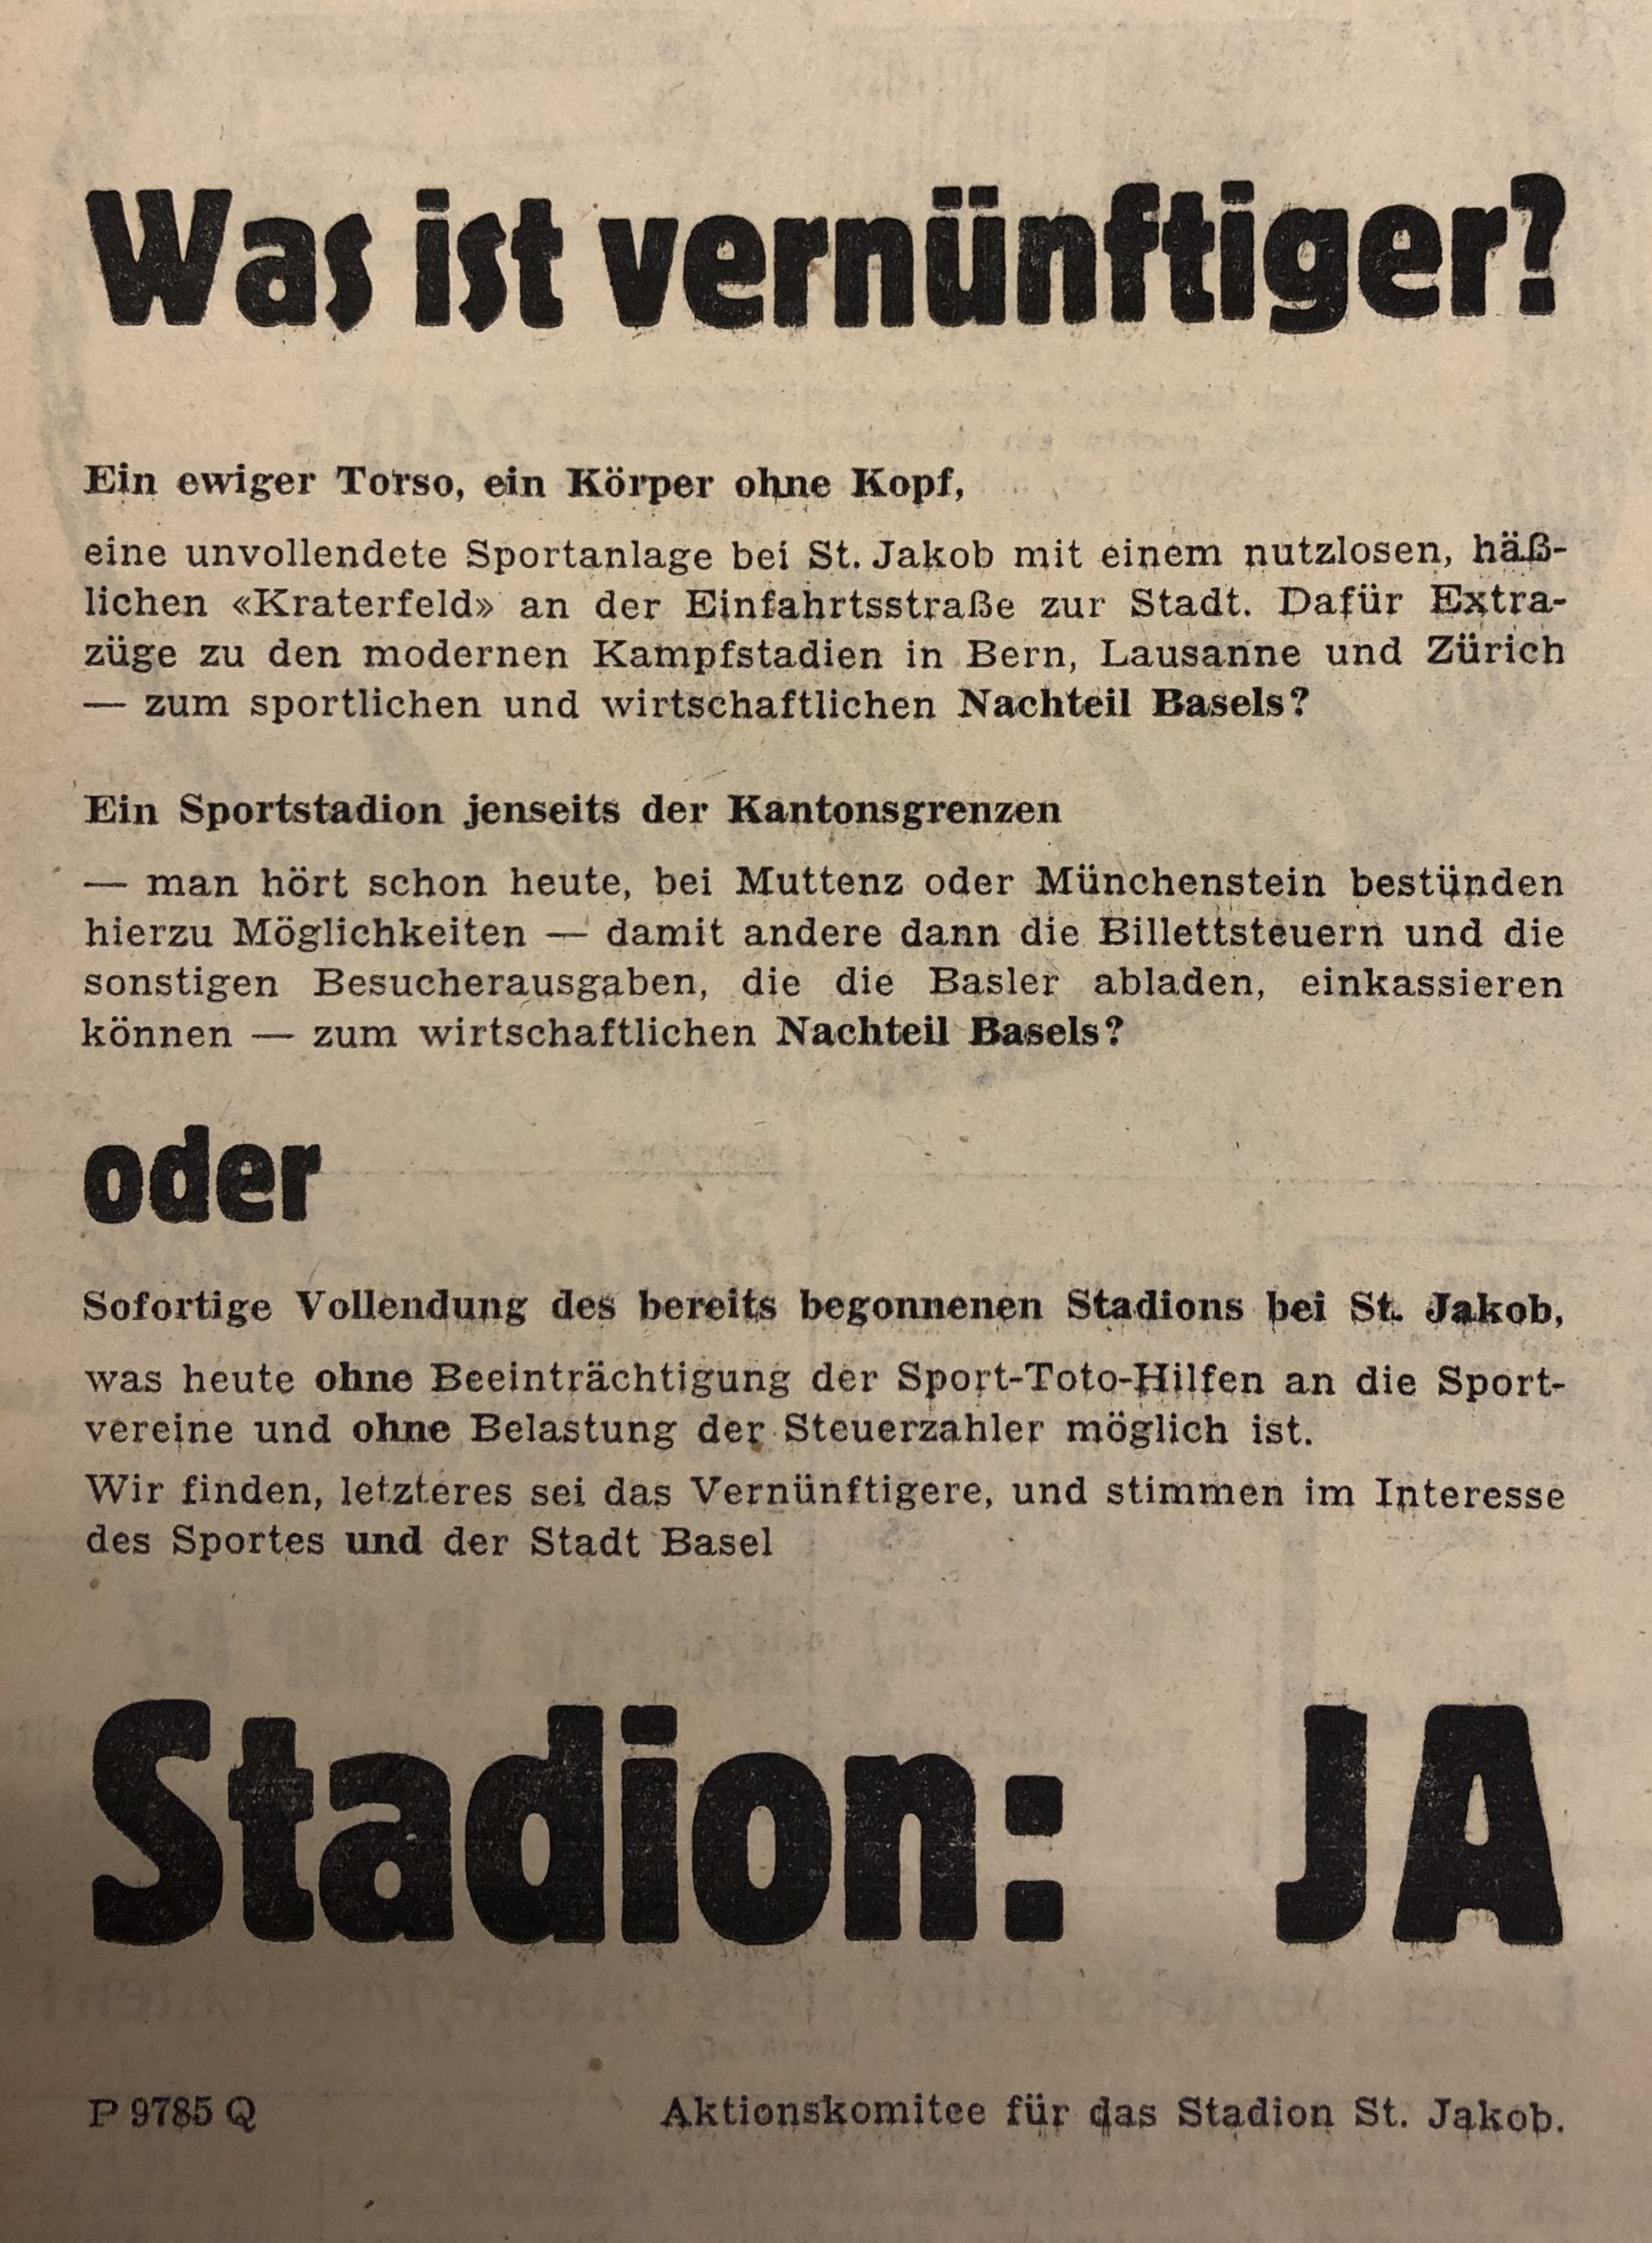 Was ist vernünftiger?
Ein ewiger Torso, ein Körper ohne Kopf,
eine unvollendete Sportanlage bei St. Jakob mit einem nutzlosen, häß-
lichen «Kraterfeld» an der Einfahrtsstraße zur Stadt. Dafür Extra-
züge zu den modernen Kampfstadien in Bern, Lausanne und Zürich
— zum sportlichen und wirtschaftlichen Nachteil Basels?
Ein Sportstadion jenseits der Kantonsgrenzen
— man hört schon heute, bei Muttenz oder Münchenstein bestünden
hierzu Möglichkeiten — damit andere dann die Billettsteuern und die
sonstigen Besucherausgaben, die die Basler abladen, einkassieren
können — zum wirtschaftlichen Nachteil Basels?
oder
Sofortige Vollendung des bereits begonnenen Stadions bei St. Jakob,
was heute ohne Beeinträchtigung der Sport-Toto-Hilfen an die Sport-
vereine und ohne Belastung der Steuerzahler möglich ist.
Wir finden, letzteres sei das Vernünftigere, und stimmen im Interesse
des Sportes und der Stadt Basel
Stadion: JA
P 9785 Q Aktionskomitee für das Stadion St. Jakob.